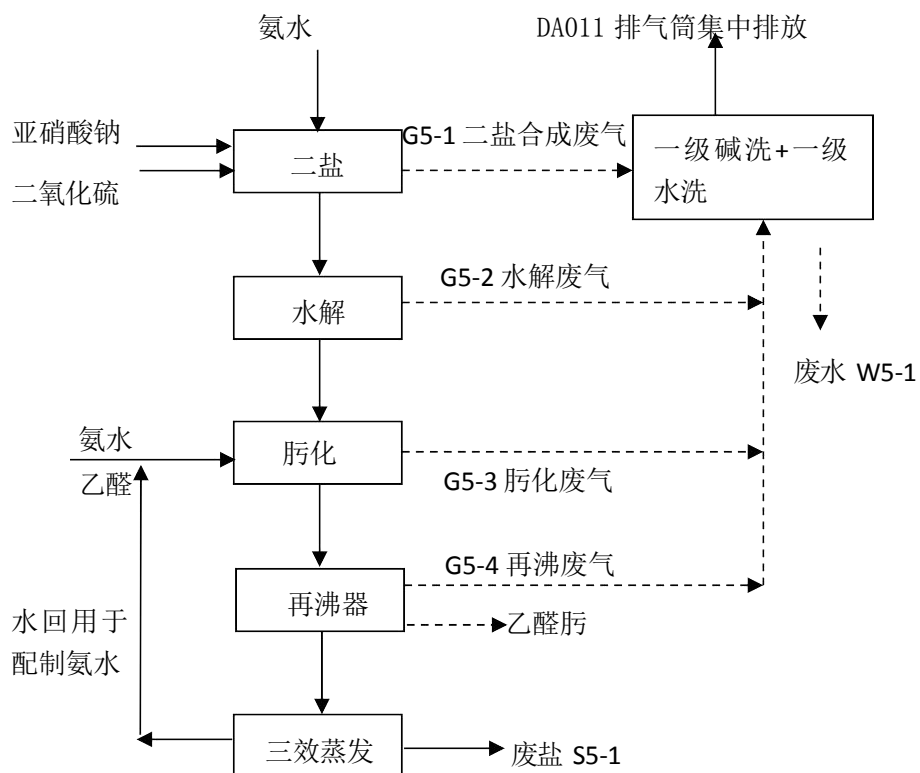 氨水
DA011 排气筒集中排放
亚硝酸钠
二氧化硫
二盐
G5-1 二盐合成废气
一级碱洗+一级
水洗
水解
G5-2 水解废气
废水 W5-1
氨水
乙醛
肟化
G5-3 肟化废气
G5-4 再沸废气
再沸器
乙醛肟
水回用于
配制氨水
三效蒸发
废盐 S5-1